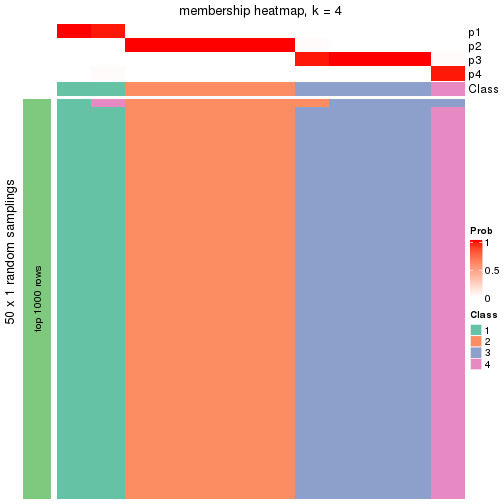 membership heatmap, k = 4
p1
p2
p3
p4
Class
50 x 1 random samplings
top 1000 rows
Prob
1
0.5
0
Class
1
2
3
4